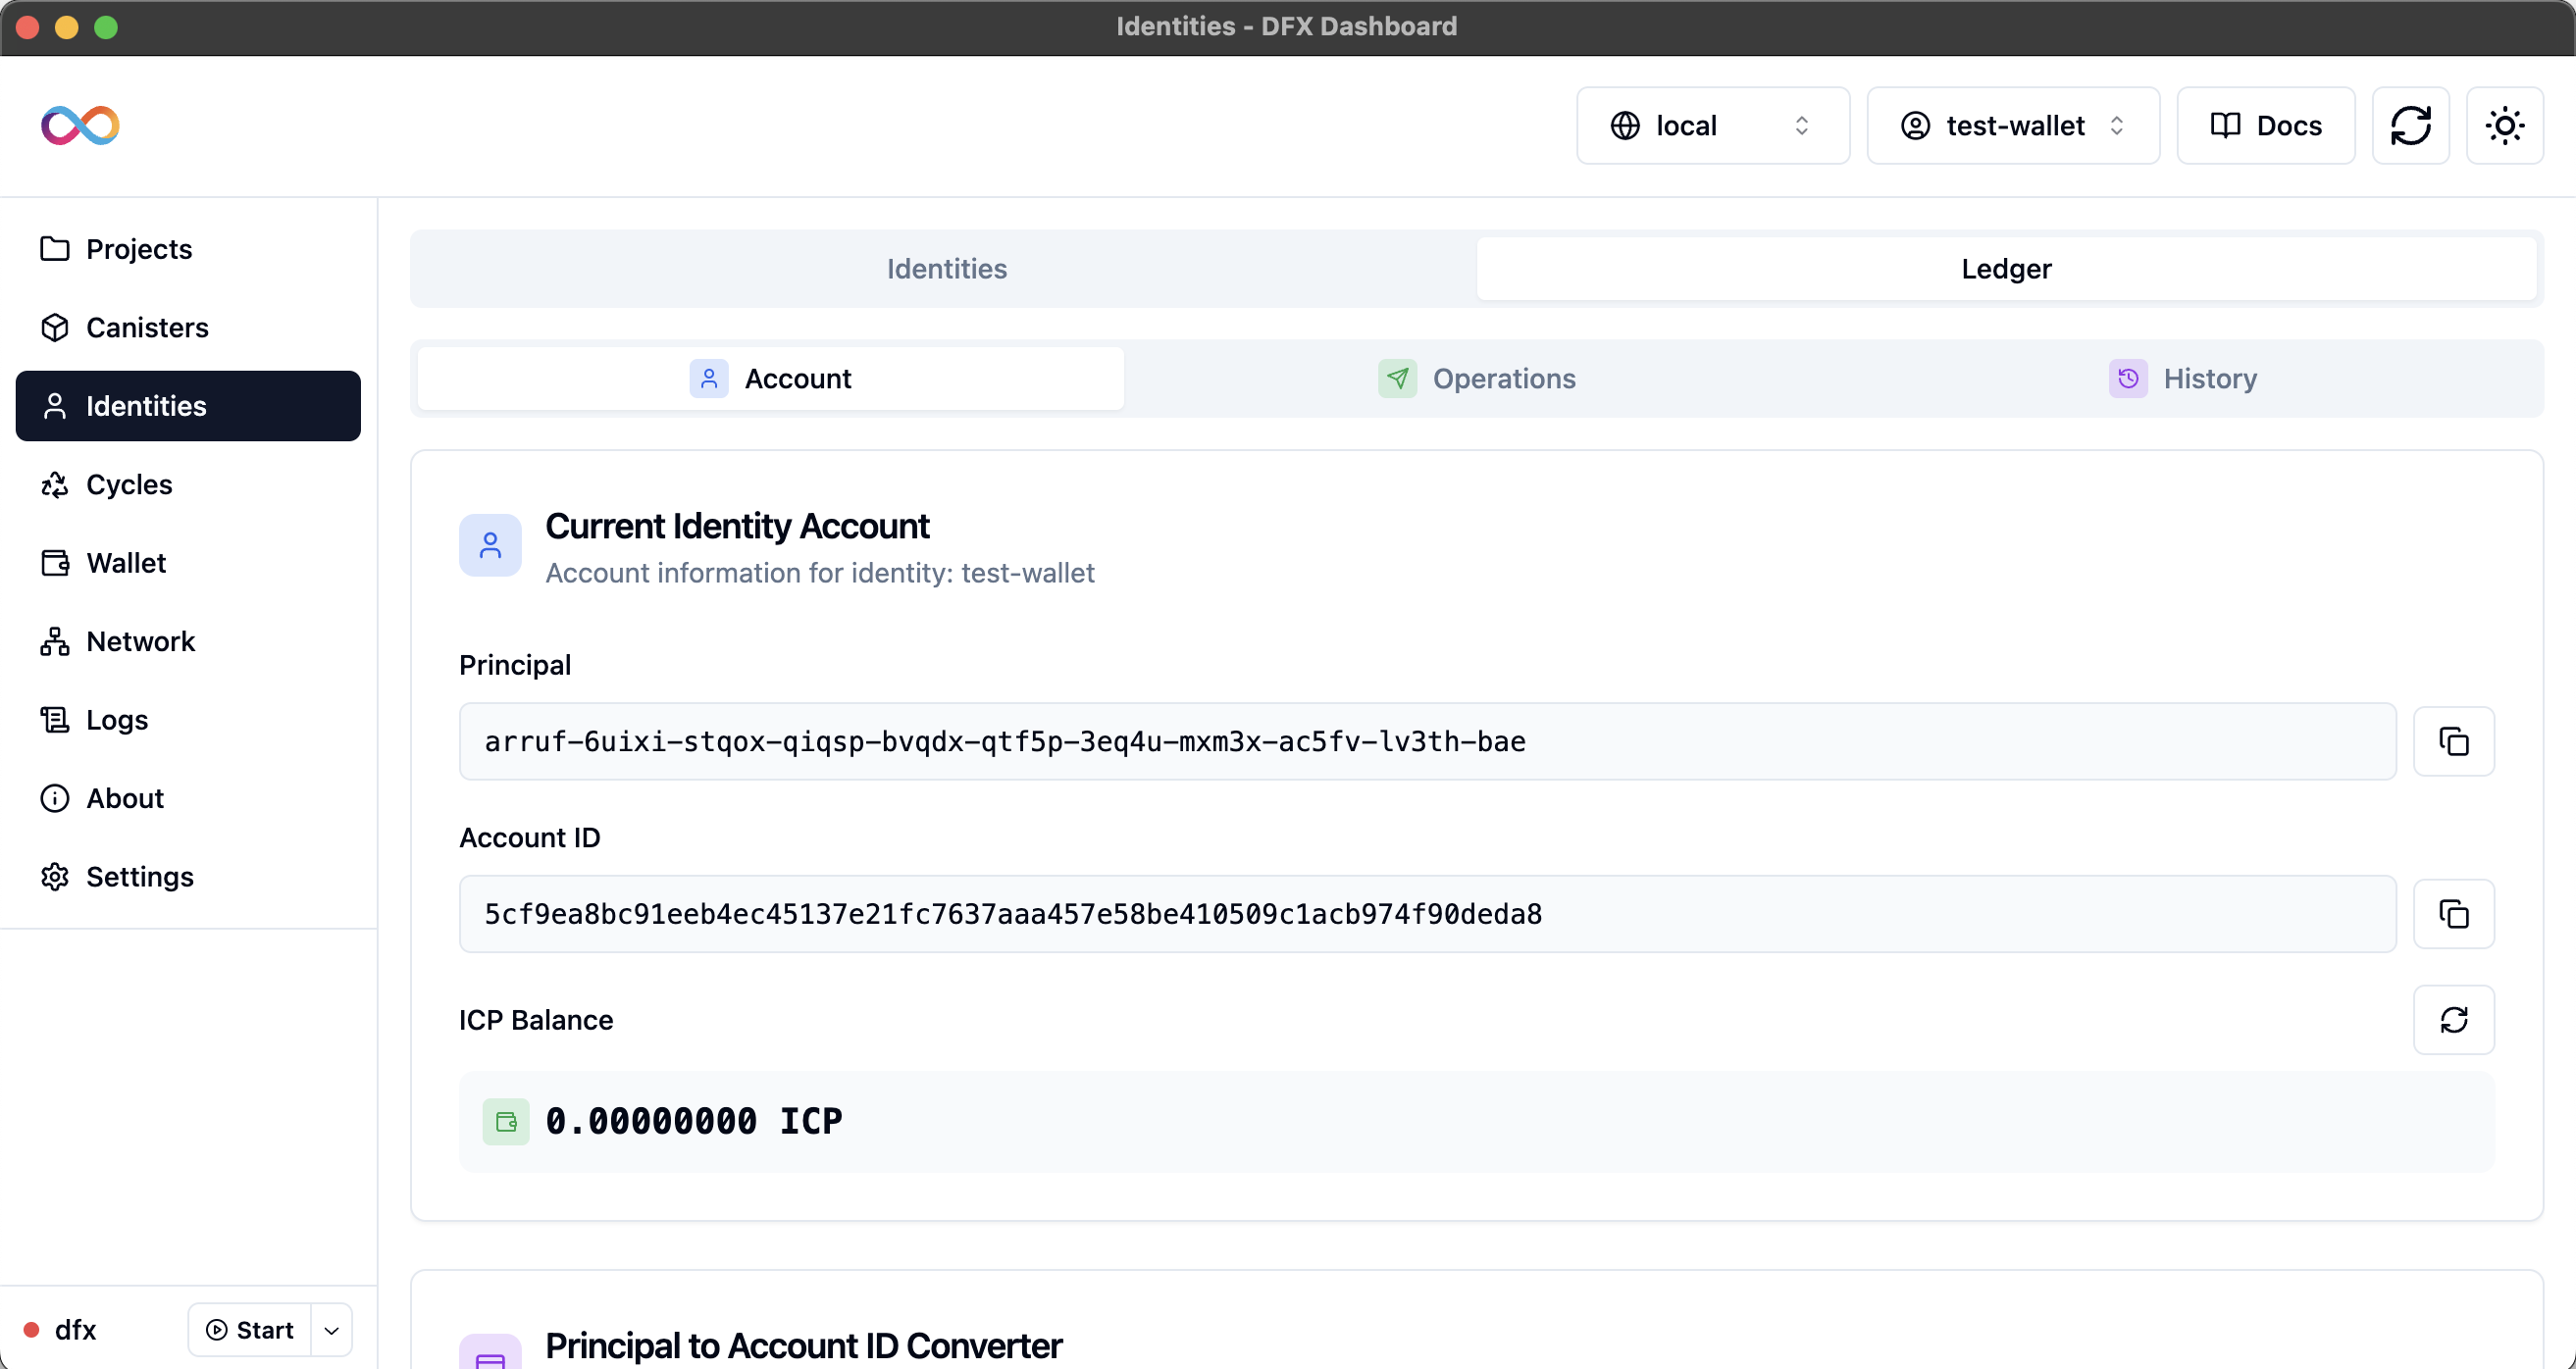 Identities - DFX Dashboard
local
test-wallet
Docs
Projects
Canisters
Identities
Cycles
Wallet
Network
Logs
About
Settings
Identities
Ledger
Account
Operations
History
Current Identity Account
Account information for identity: test-wallet
Principal
arruf-6uixi-stqox-qiqsp-bvqdx-qtf5p-3eq4u-mxm3x-ac5fv-lv3th-bae
Account ID
5cf9ea8bc91eeb4ec45137e21fc7637aaa457e58be410509c1acb974f90deda8
ICP Balance
0.00000000 ICP
Principal to Account ID Converter
dfx
Start